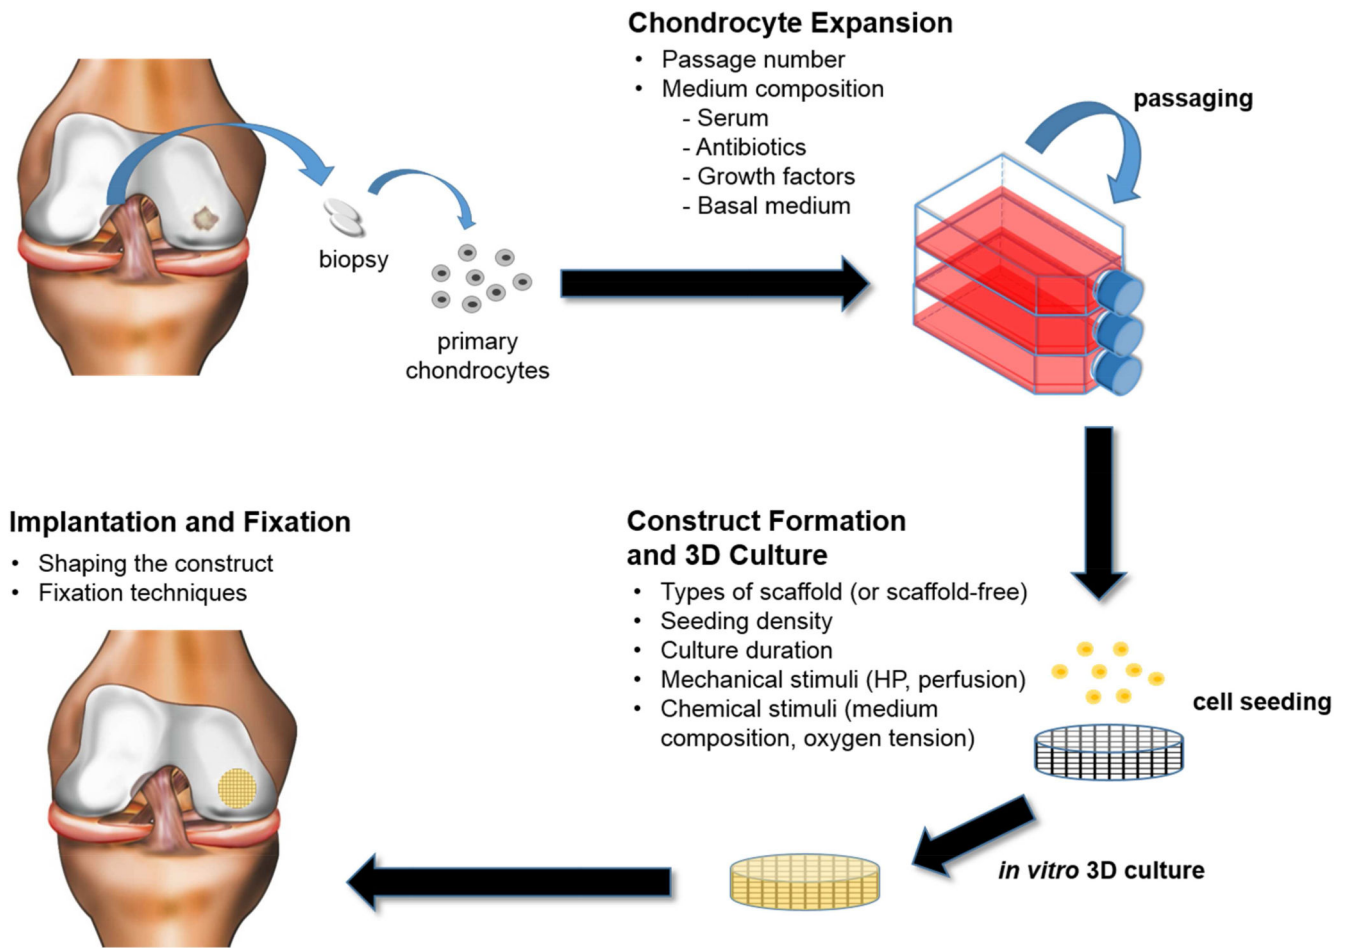 Chondrocyte Expansion
• Passage number
• Medium composition
- Serum
- Antibiotics
- Growth factors
- Basal medium
passaging
biopsy
primary
chondrocytes
Implantation and Fixation
• Shaping the construct
• Fixation techniques
Construct Formation
and 3D Culture
• Types of scaffold (or scaffold-free)
• Seeding density
• Culture duration
• Mechanical stimuli (HP, perfusion)
• Chemical stimuli (medium
composition, oxygen tension)
cell seeding
in vitro 3D culture